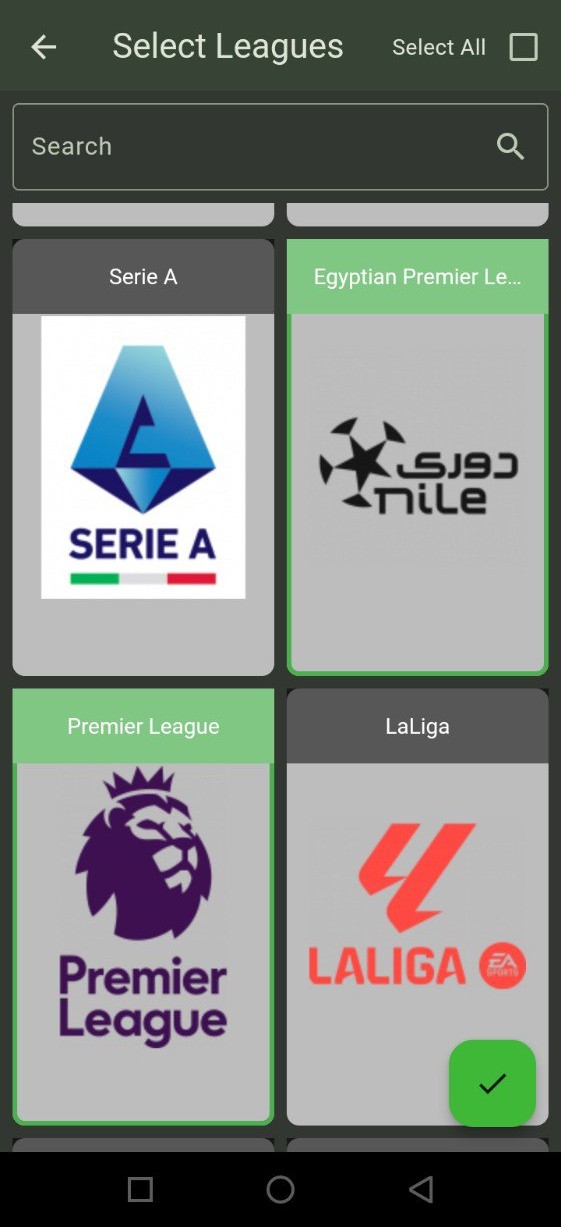 Select Leagues
Select All
Search
Serie A
Egyptian Premier Le...
SERIE A
دوري
nile
Premier League
LaLiga
Premier
League
LALIGA
EA
SPORTS